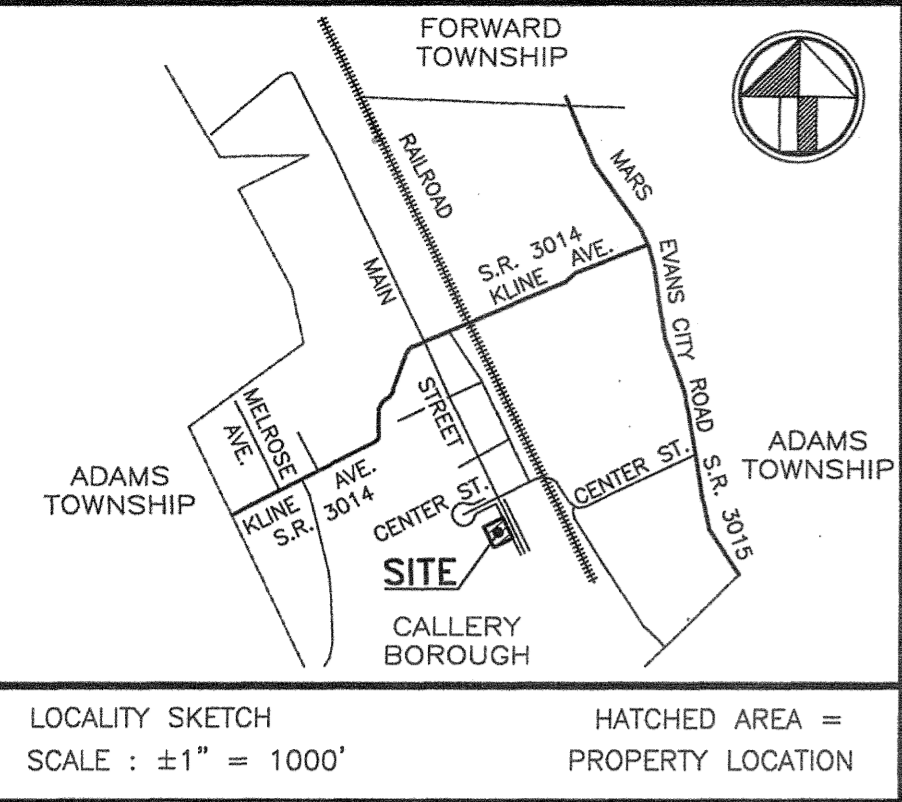 FORWARD
TOWNSHIP
RAILROAD
MARS
MAIN
S.R. 3014
KLINE AVE.
EVANS CITY ROAD S.R. 3015
STREET
MELROSE
AVE.
ADAMS
TOWNSHIP
ADAMS
TOWNSHIP
KLINE AVE.
S.R. 3014
CENTER ST.
CENTER ST.
SITE
CALLERY
BOROUGH
LOCALITY SKETCH
SCALE : ±1" = 1000'
HATCHED AREA =
PROPERTY LOCATION